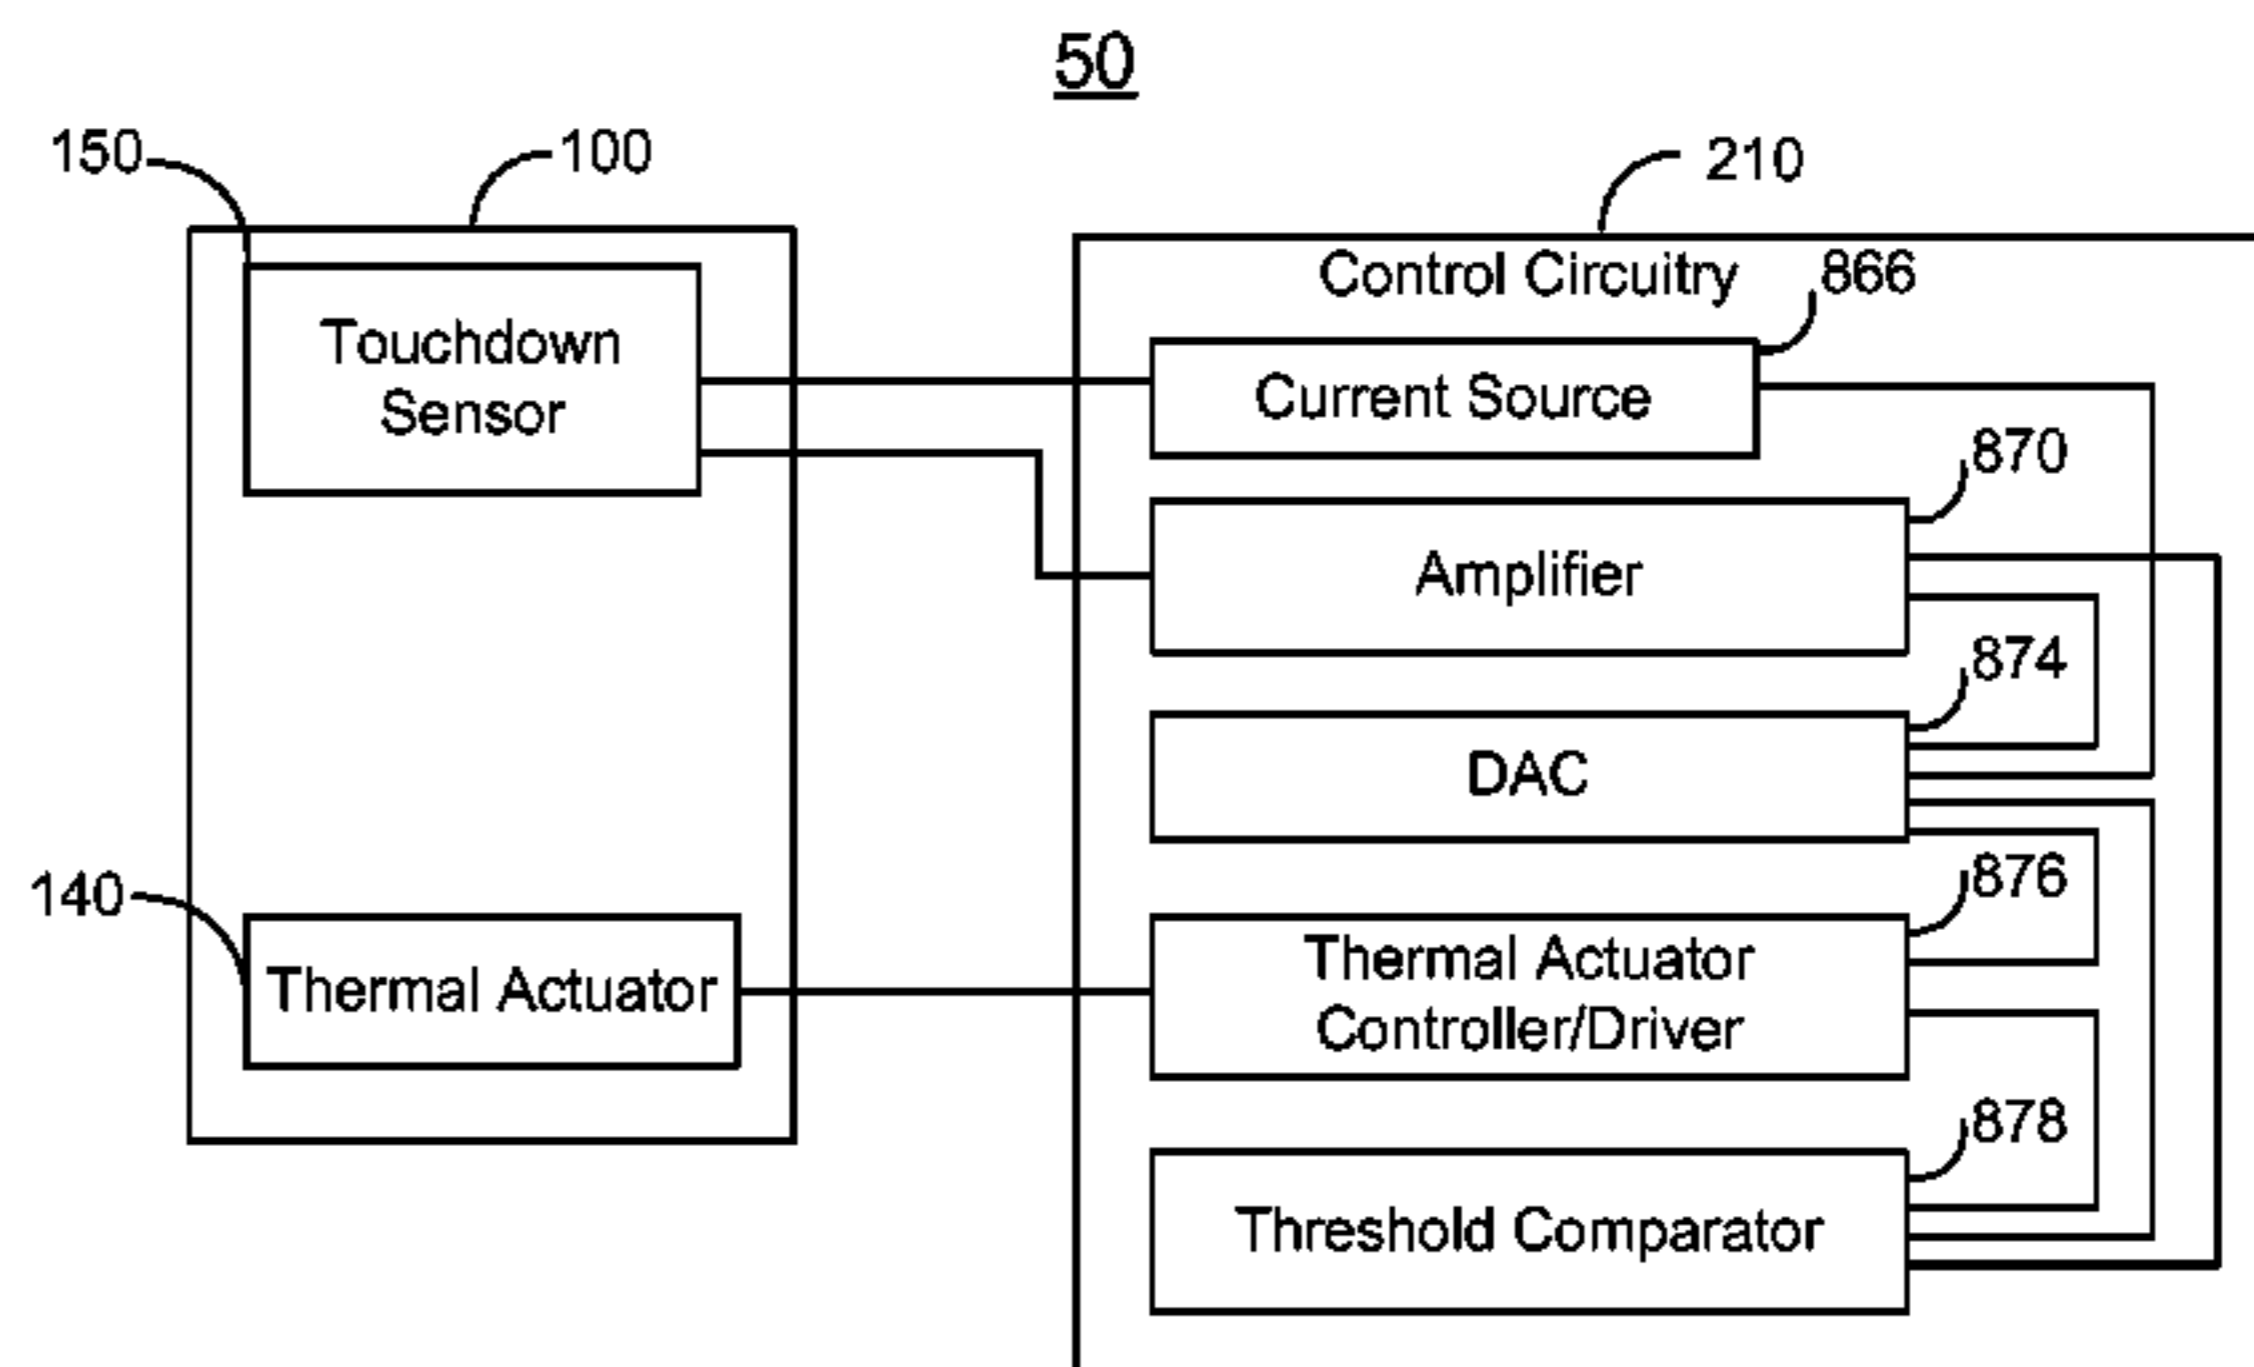 50
150
100
210
Control Circuitry
866
Touchdown
Sensor
Current Source
870
Amplifier
874
DAC
140
876
Thermal Actuator
Thermal Actuator
Controller/Driver
878
Threshold Comparator